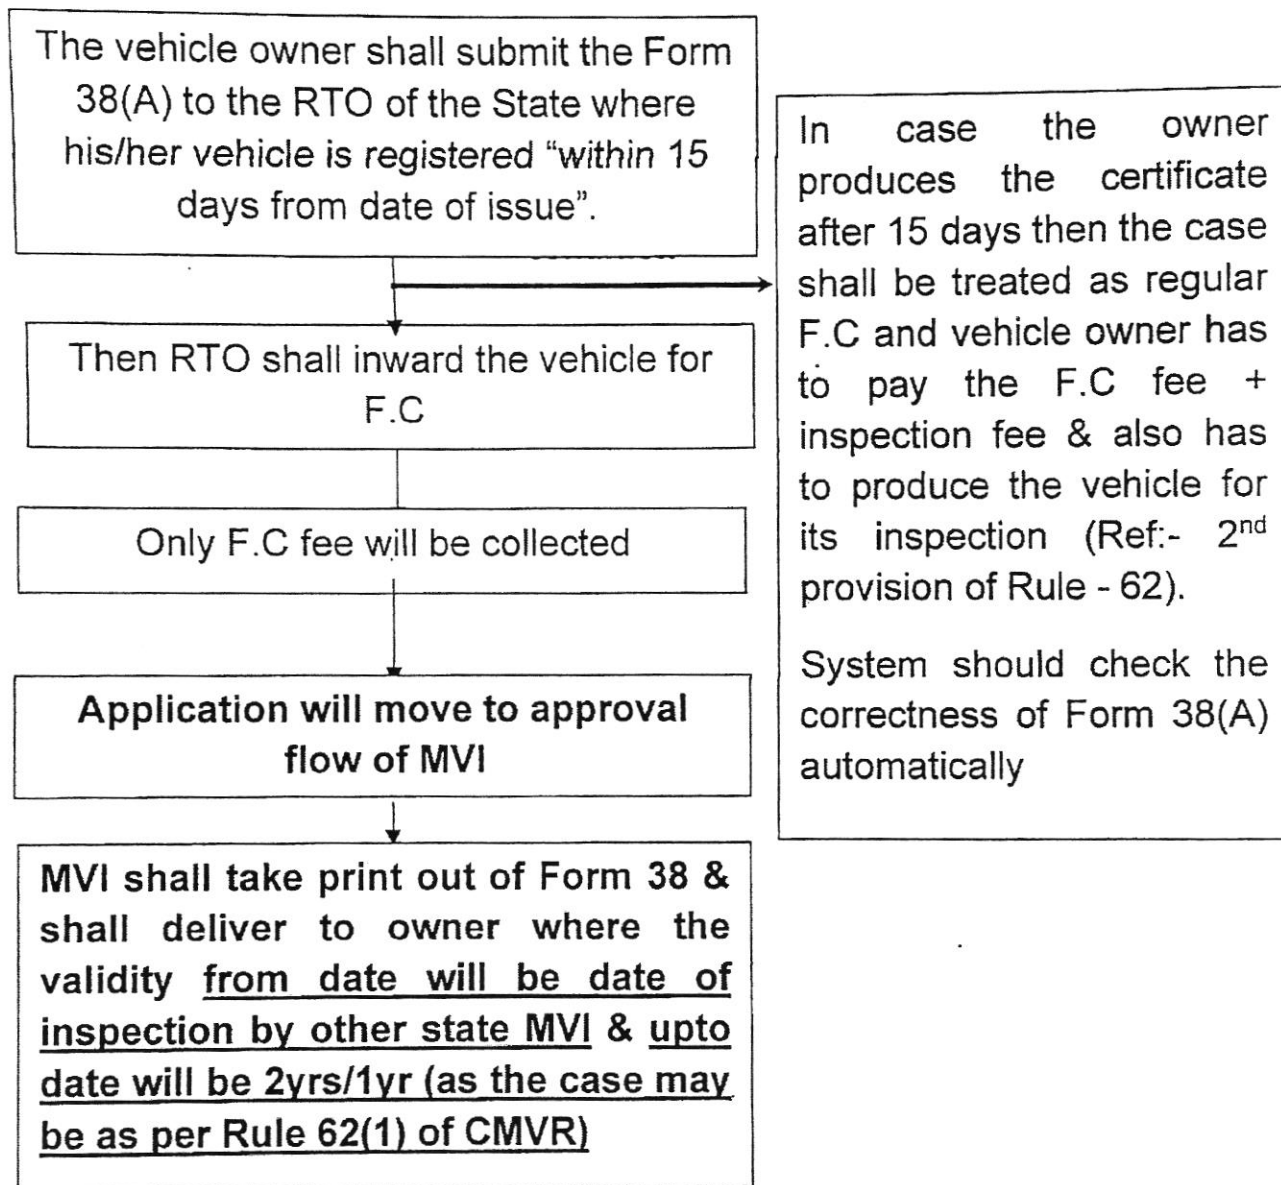 The vehicle owner shall submit the Form
38(A) to the RTO of the State where
his/her vehicle is registered “within 15
days from date of issue”.
Then RTO shall inward the vehicle for
F.C
Only F.C fee will be collected
Application will move to approval
flow of MVI
MVI shall take print out of Form 38 &
shall deliver to owner where the
validity from date will be date of
inspection by other state MVI & upto
date will be 2yrs/1yr (as the case may
be as per Rule 62(1) of CMVR)
In case the owner
produces the certificate
after 15 days then the case
shall be treated as regular
F.C and vehicle owner has
to pay the F.C fee +
inspection fee & also has
to produce the vehicle for
its inspection (Ref:- 2nd
provision of Rule - 62).
System should check the
correctness of Form 38(A)
automatically